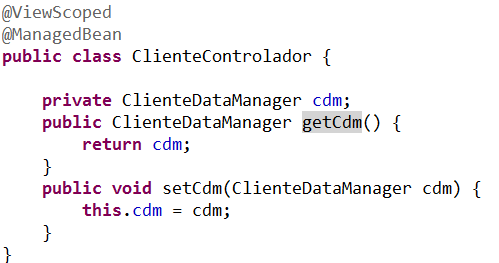 @ViewScoped
@ManagedBean
public class ClienteControlador {
    private ClienteDataManager cdm;
    public ClienteDataManager getCdm() {
        return cdm;
    }
    public void setCdm(ClienteDataManager cdm) {
        this.cdm = cdm;
    }
}